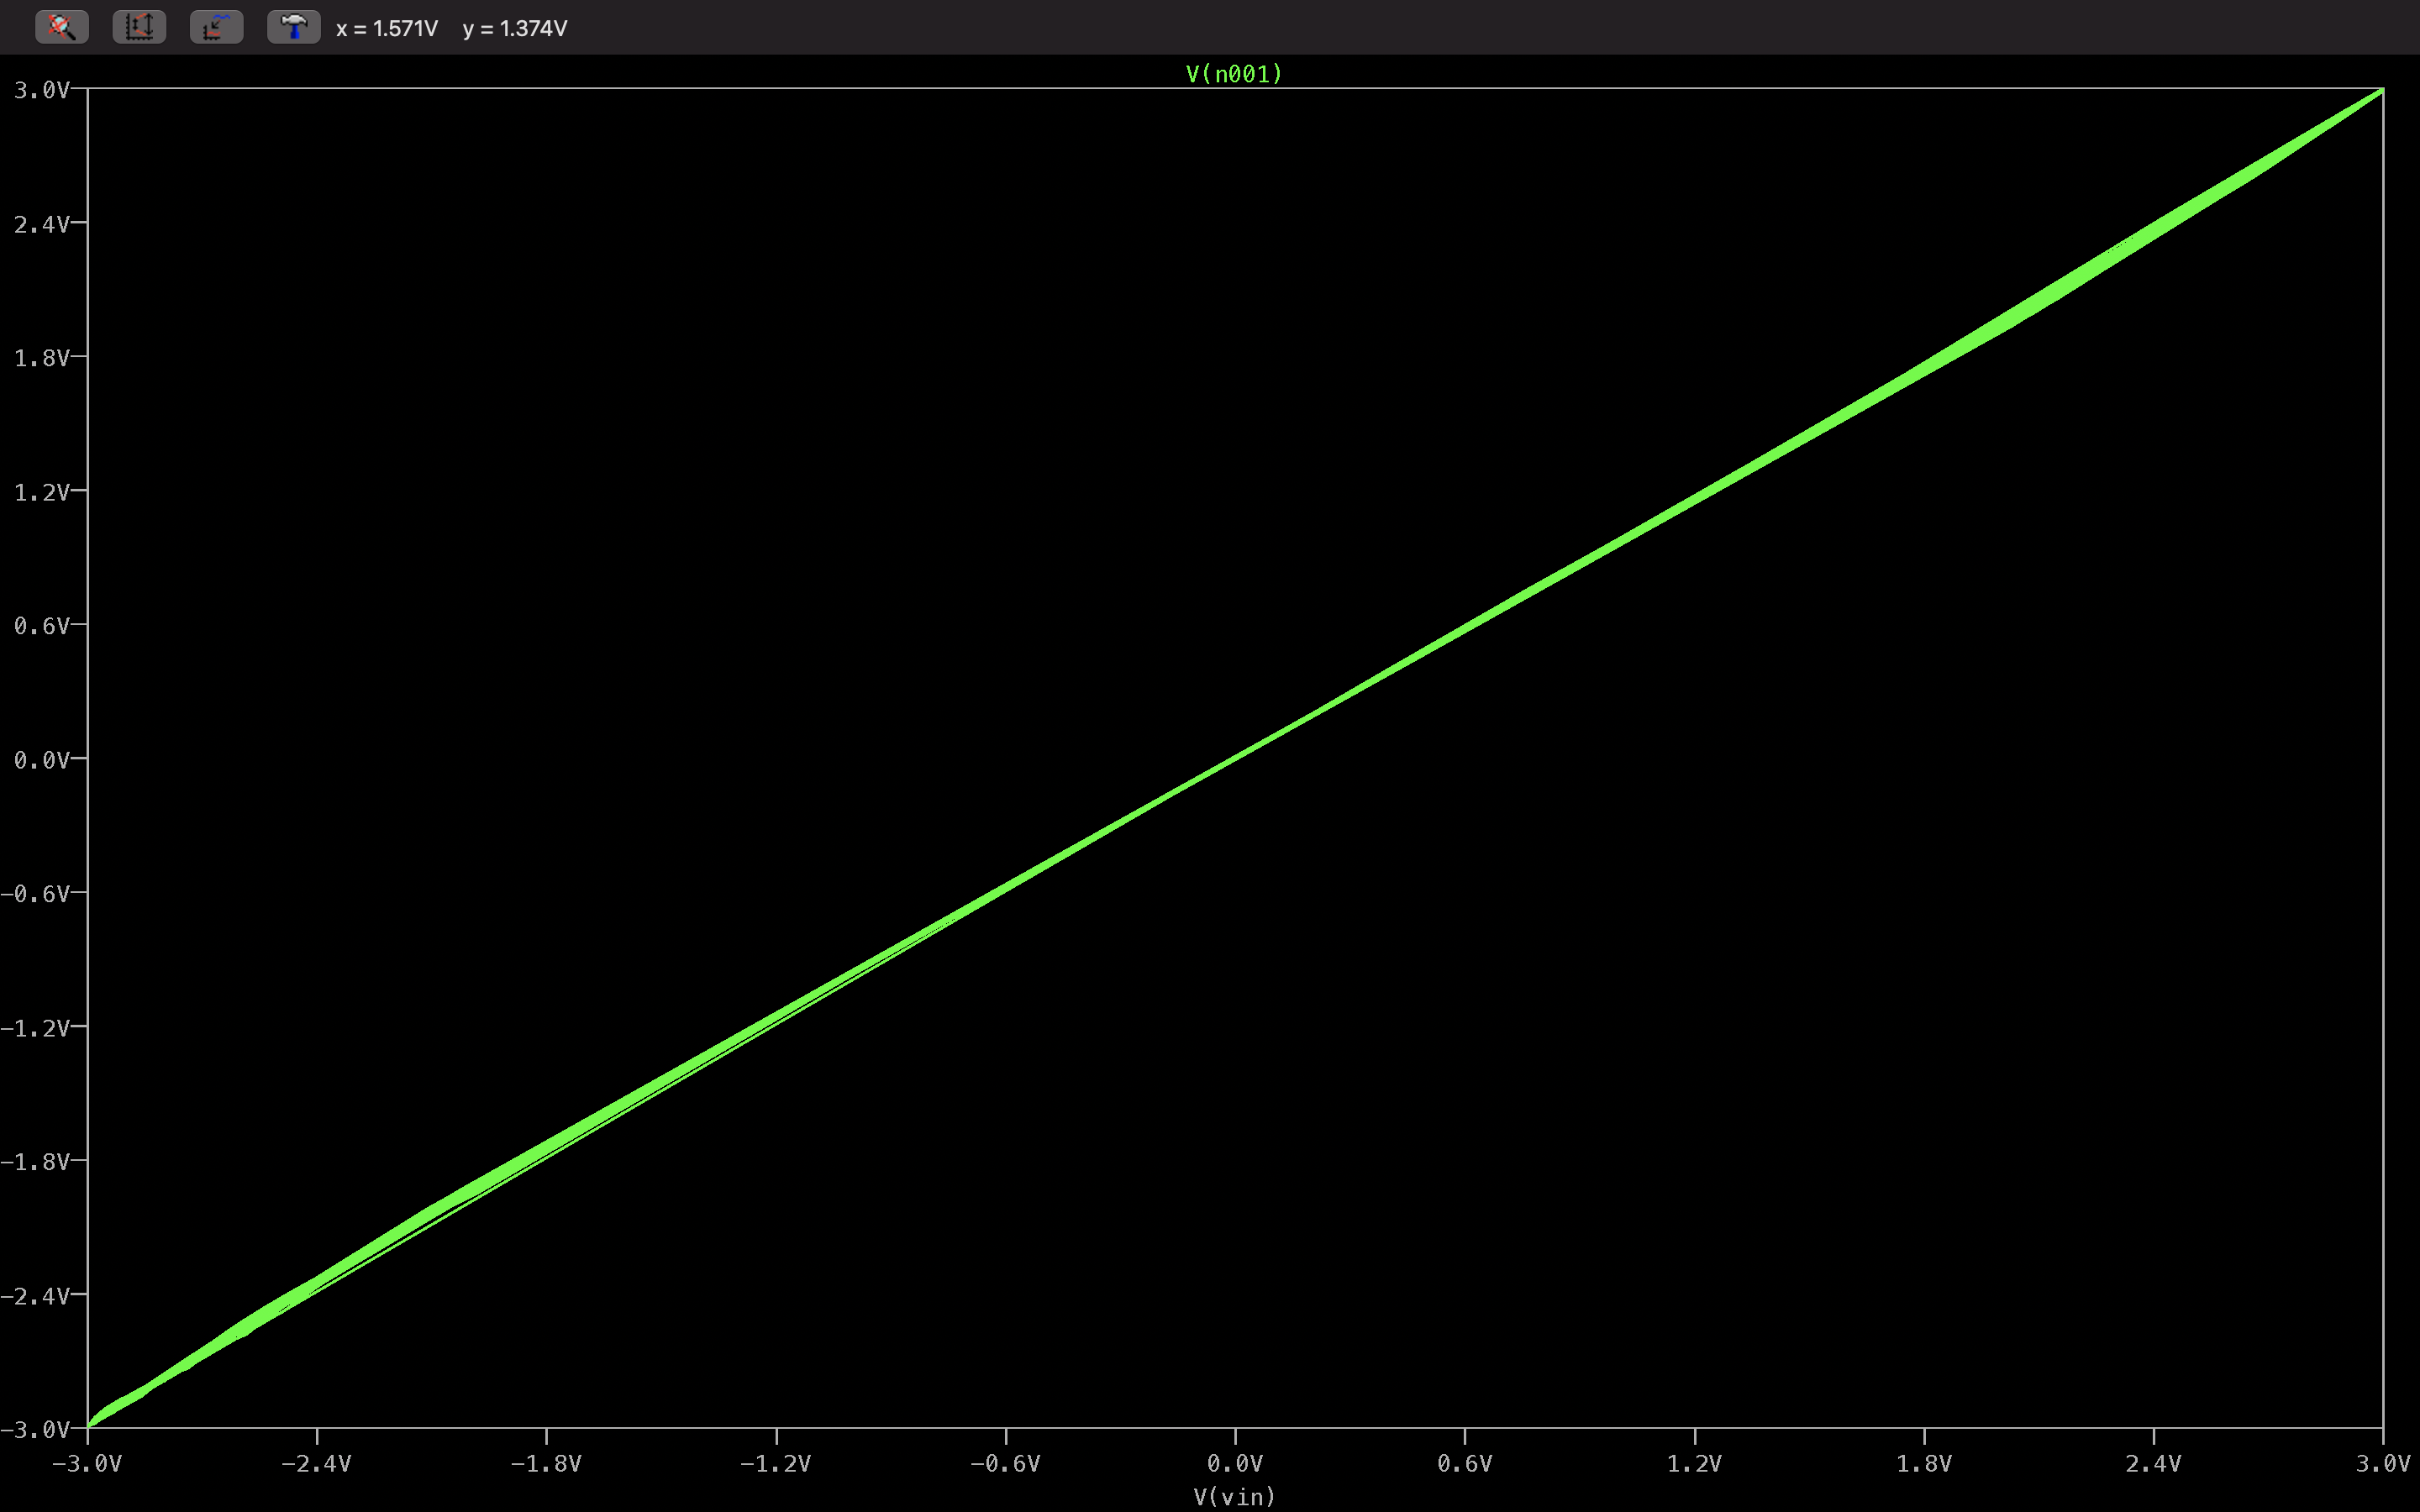 x = 1.571V y = 1.374V
V(n001)
3.0V
2.4V
1.8V
1.2V
0.6V
0.0V
−0.6V
−1.2V
−1.8V
−2.4V
−3.0V
−3.0V −2.4V −1.8V −1.2V −0.6V 0.0V 0.6V 1.2V 1.8V 2.4V 3.0V
V(vin)